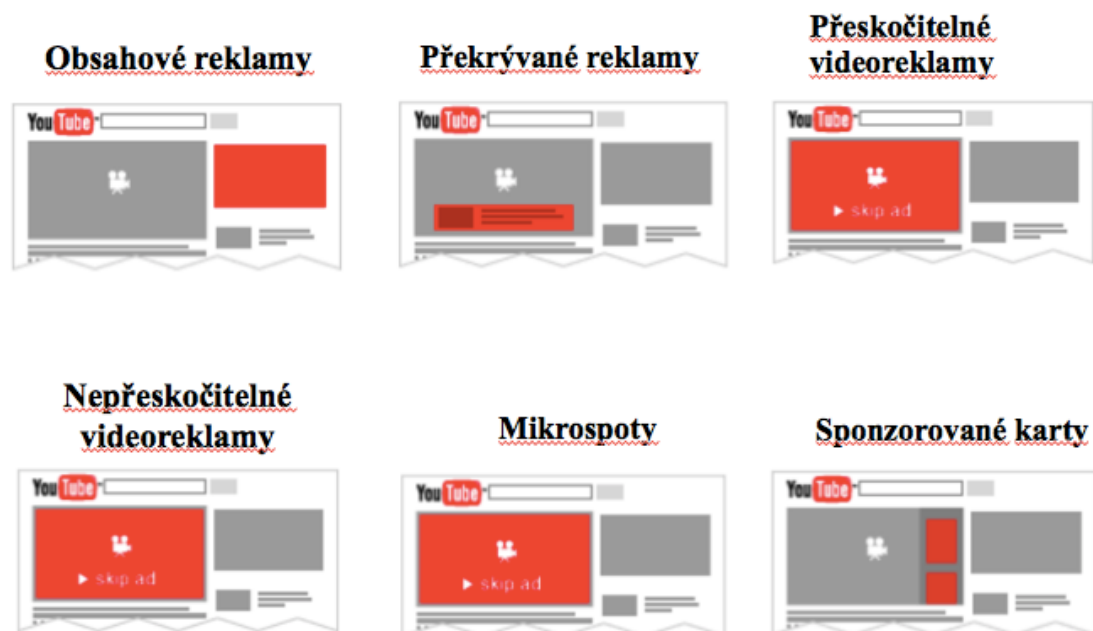 Obsahové reklamy
Překrývané reklamy
Přeskočitelné
videoreklamy
YouTube
YouTube
YouTube
skip ad
Nepřeskočitelné
videoreklamy
Mikrospoty
Sponzorované karty
YouTube
YouTube
YouTube
skip ad
skip ad